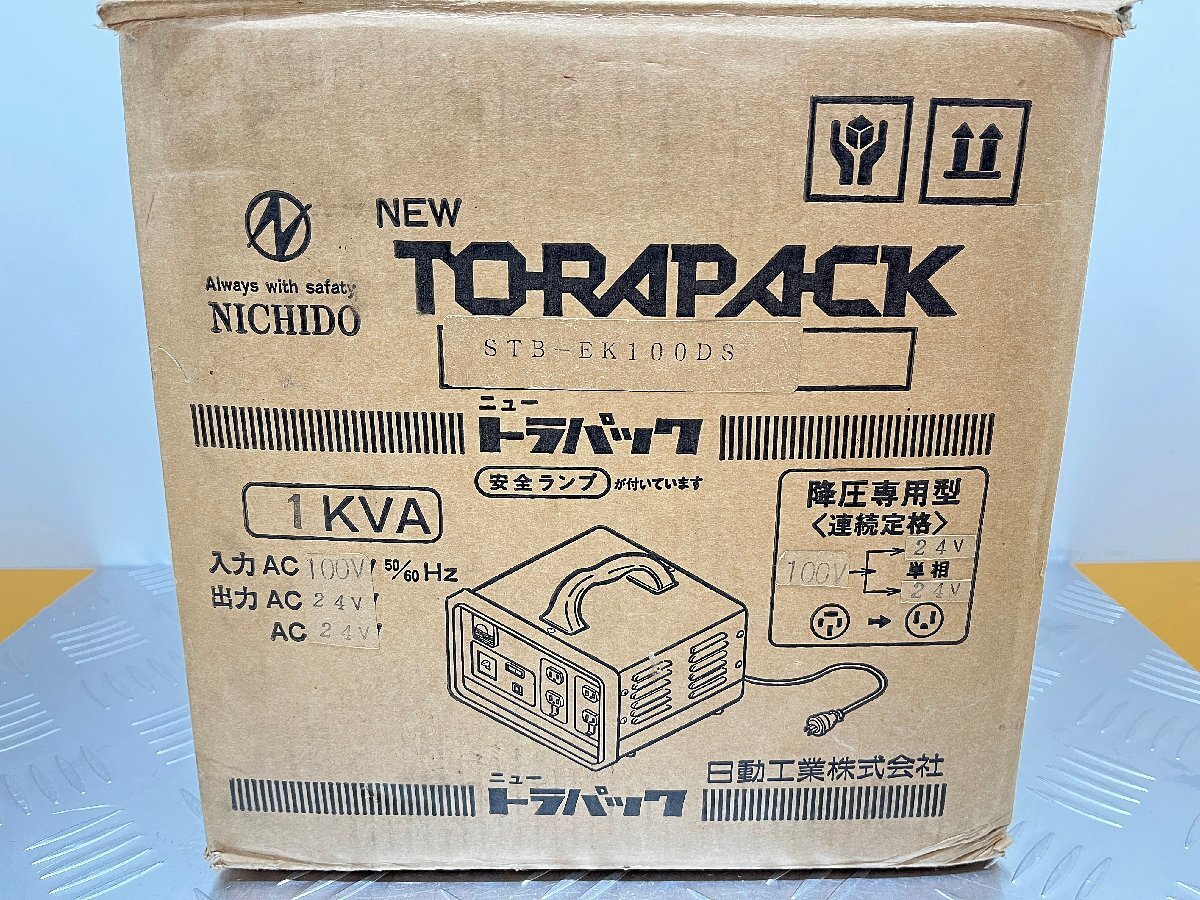 NEW
TORAPACK
Always with safaty
NICHIDO
STB-EK100DS
ニュー
トラパック
安全ランプ が付いています
1 KVA
入力 AC 100V 50/60 Hz
出力 AC 24V
AC 24V
降圧専用型
〈連続定格〉
24V
100V 単相
24V
日動工業株式会社
ニュー
トラパック